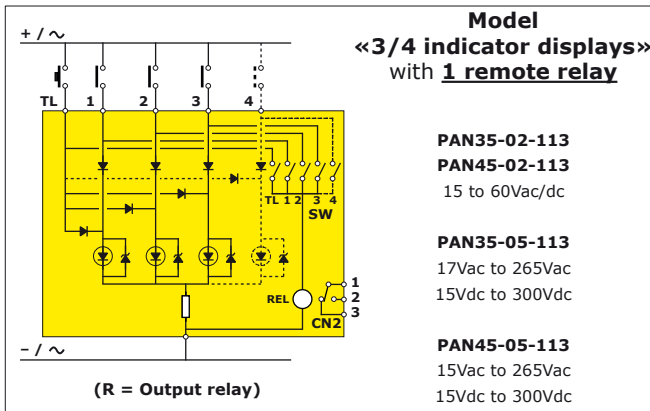 Model
«3/4 indicator displays»
with 1 remote relay
+ / ∼
TL 1 2 3 4
TL 1 2 3 4
SW
REL
1
2
3
CN2
− / ∼
(R = Output relay)
PAN35-02-113
PAN45-02-113
15 to 60Vac/dc
PAN35-05-113
17Vac to 265Vac
15Vdc to 300Vdc
PAN45-05-113
15Vac to 265Vac
15Vdc to 300Vdc